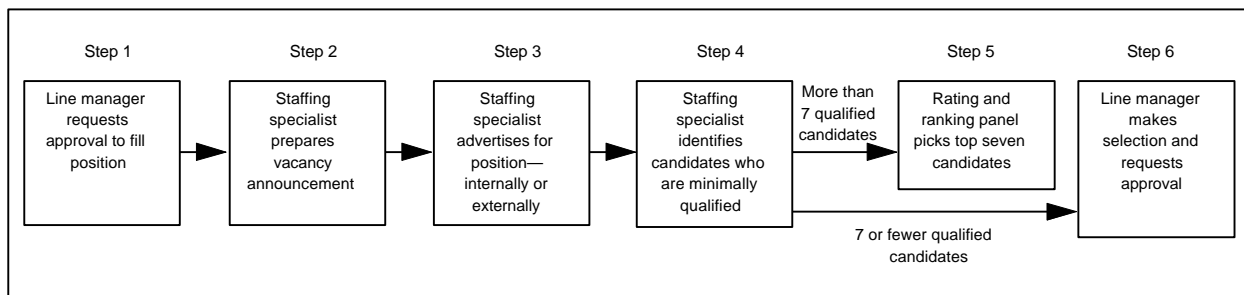 Step 1
Line manager
requests
approval to fill
position
Step 2
Staffing
specialist
prepares
vacancy
announcement
Step 3
Staffing
specialist
advertises for
position—
internally or
externally
Step 4
Staffing
specialist
identifies
candidates who
are minimally
qualified
More than
7 qualified
candidates
7 or fewer qualified
candidates
Step 5
Rating and
ranking panel
picks top seven
candidates
Step 6
Line manager
makes
selection and
requests
approval